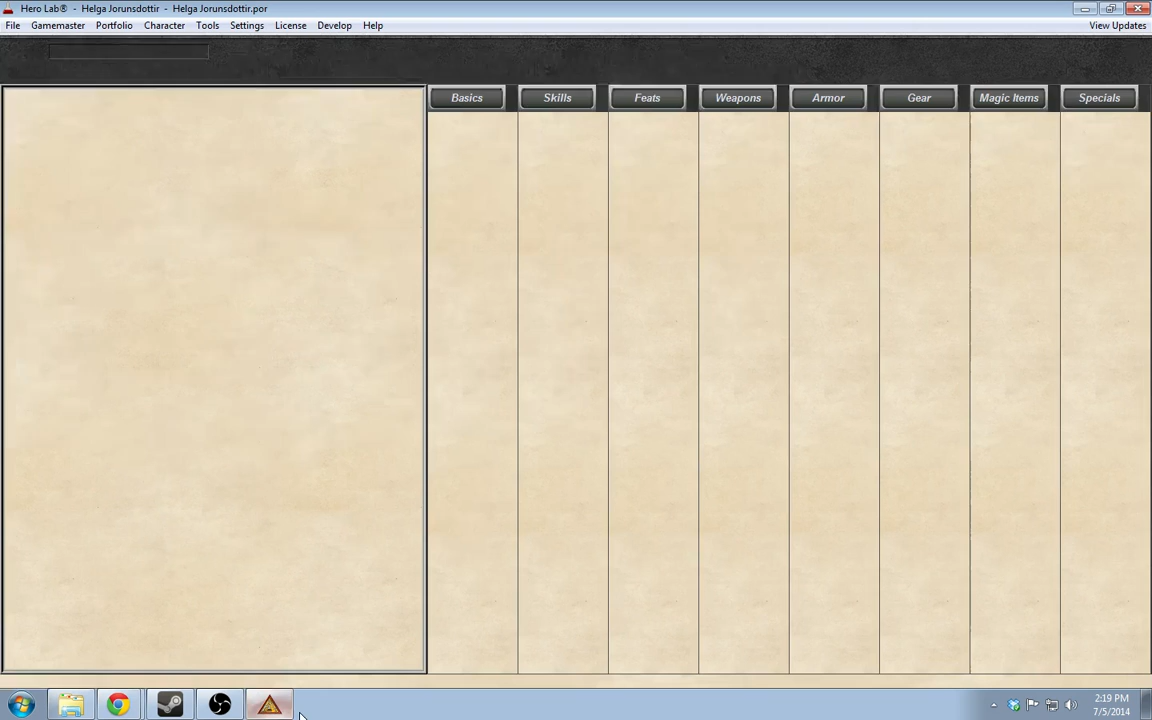 Hero Lab® - Helga Jorunsdottir - Helga Jorunsdottir.por
File Gamemaster Portfolio Character Tools Settings License Develop Help View Updates
Basics Skills Feats Weapons Armor Gear Magic Items Specials
2:19 PM
7/5/2014